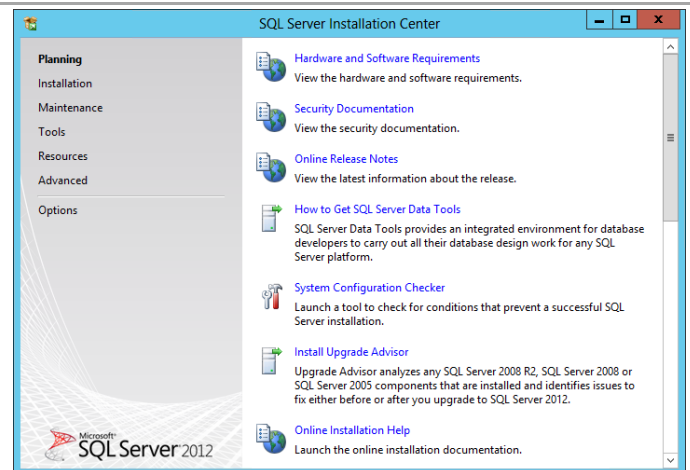 SQL Server Installation Center
Planning
Installation
Maintenance
Tools
Resources
Advanced
Options
Hardware and Software Requirements
View the hardware and software requirements.
Security Documentation
View the security documentation.
Online Release Notes
View the latest information about the release.
How to Get SQL Server Data Tools
SQL Server Data Tools provides an integrated environment for database
developers to carry out all their database design work for any SQL
Server platform.
System Configuration Checker
Launch a tool to check for conditions that prevent a successful SQL
Server installation.
Install Upgrade Advisor
Upgrade Advisor analyzes any SQL Server 2008 R2, SQL Server 2008 or
SQL Server 2005 components that are installed and identifies issues to
fix either before or after you upgrade to SQL Server 2012.
Online Installation Help
Launch the online installation documentation.
Microsoft®
SQL Server 2012